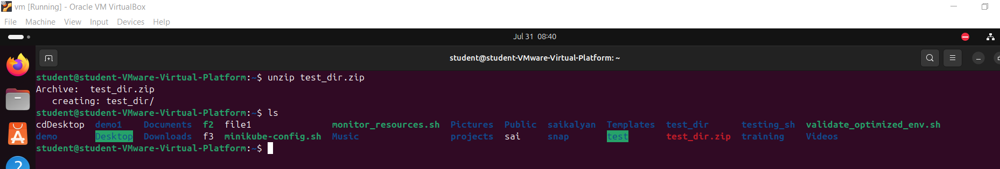 vm [Running] - Oracle VM VirtualBox
File Machine View Input Devices Help
Jul 31 08:40
student@student-VMware-Virtual-Platform: ~
student@student-VMware-Virtual-Platform:~$ unzip test_dir.zip
Archive:  test_dir.zip
   creating: test_dir/
student@student-VMware-Virtual-Platform:~$ ls
cdDesktop  demo1    Documents  f2  file1               monitor_resources.sh  Pictures  Public  saikalyan  Templates  test_dir      testing_sh  validate_optimized_env.sh
demo       Desktop  Downloads  f3  minikube-config.sh  Music                 projects  sai     snap       test       test_dir.zip  training    Videos
student@student-VMware-Virtual-Platform:~$
?